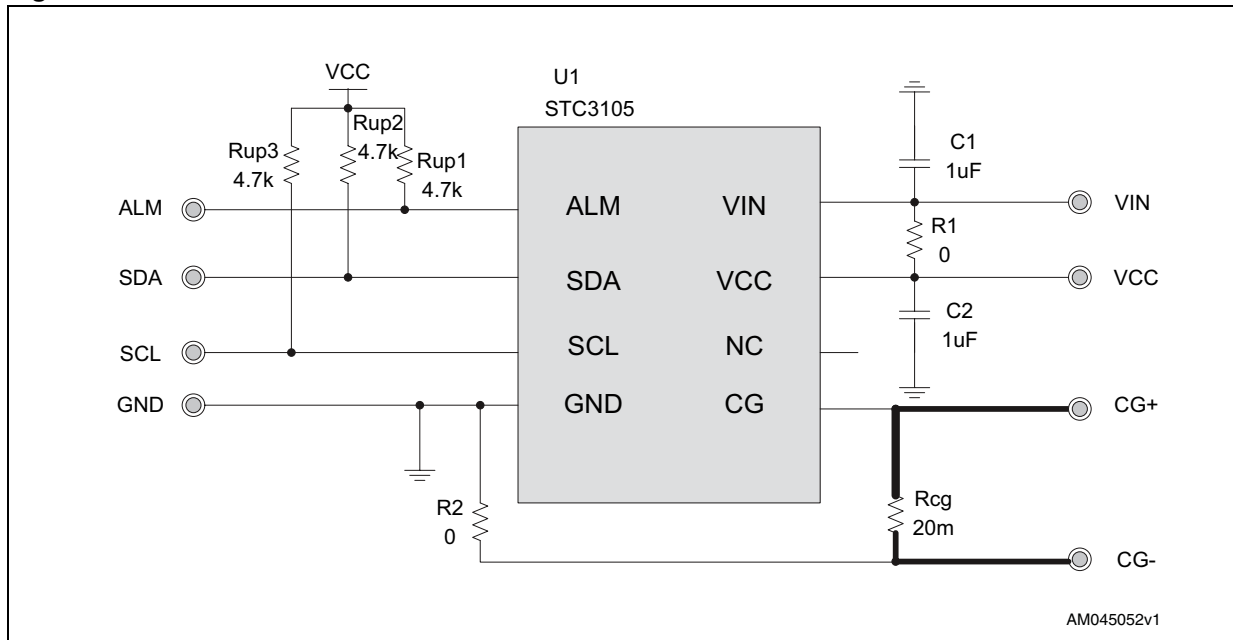 VCC
U1
STC3105
Rup3
4.7k
Rup2
4.7k
Rup1
4.7k
C1
1uF
ALM
ALM
VIN
VIN
R1
0
SDA
SDA
VCC
VCC
C2
1uF
SCL
SCL
NC
GND
GND
CG
CG+
R2
0
Rcg
20m
CG-
AM045052v1